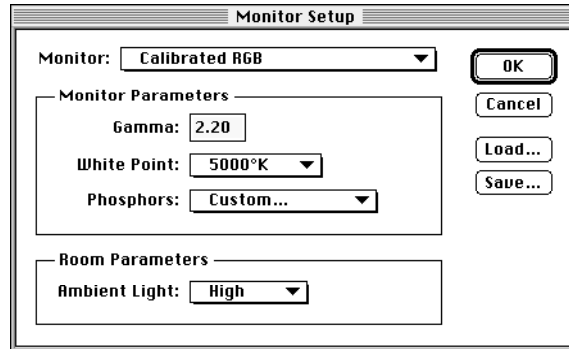 Monitor Setup
Monitor: Calibrated RGB
OK
Monitor Parameters
Cancel
Gamma: 2.20
White Point: 5000°K
Load...
Phosphors: Custom...
Save...
Room Parameters
Ambient Light: High